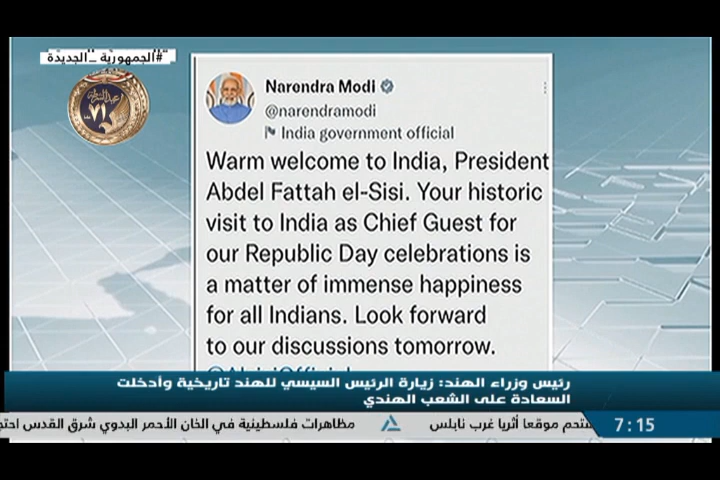 #الجمهورية_الجديدة
عيد الشرطة
٧١
Narendra Modi
@narendramodi
India government official
Warm welcome to India, President
Abdel Fattah el-Sisi. Your historic
visit to India as Chief Guest for
our Republic Day celebrations is
a matter of immense happiness
for all Indians. Look forward
to our discussions tomorrow.
رئيس وزراء الهند: زيارة الرئيس السيسي للهند تاريخية وأدخلت
السعادة على الشعب الهندي
موقعا أثريا غرب نابلس مظاهرات فلسطينية في الخان الأحمر البدوي شرق القدس
7:15